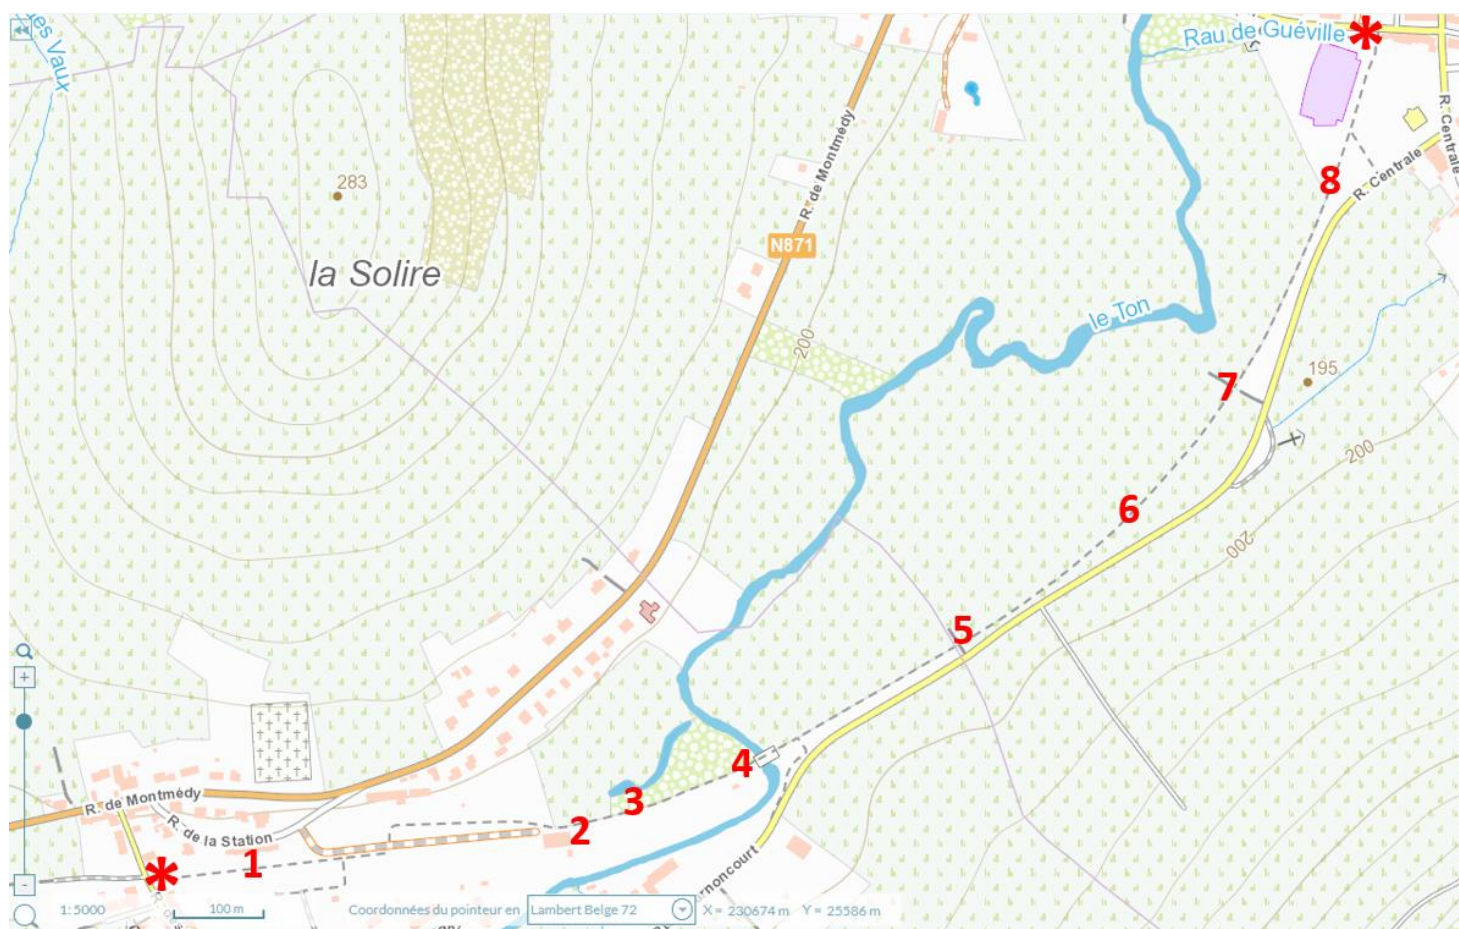 des Vaux
Rau de Guéville
R. Centrale
8
R. Centrale
283
la Solire
R. de Montmédy
N871
le Ton
200
7
195
200
6
200
5
4
3
2
R. de Montmédy
R. de la Station
1
1:5000
100 m
Coordonnées du pointeur en
Lambert Belge 72
X = 230674 m Y = 25586 m